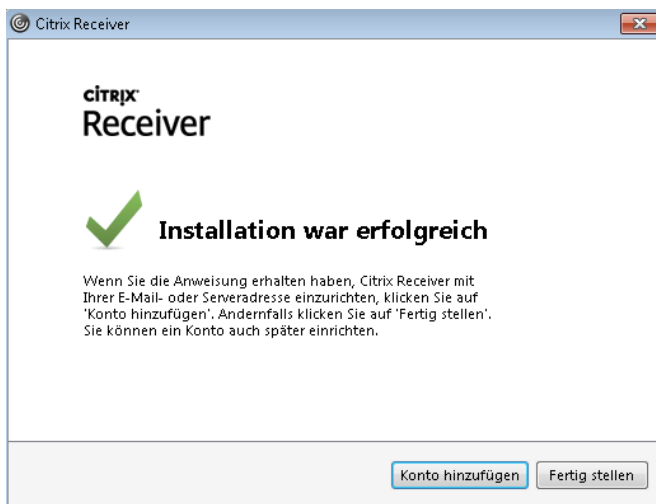 Citrix Receiver
CİTRIX
Receiver
Installation war erfolgreich
Wenn Sie die Anweisung erhalten haben, Citrix Receiver mit
Ihrer E-Mail- oder Serveradresse einzurichten, klicken Sie auf
'Konto hinzufügen'. Andernfalls klicken Sie auf 'Fertig stellen'.
Sie können ein Konto auch später einrichten.
Konto hinzufügen Fertig stellen